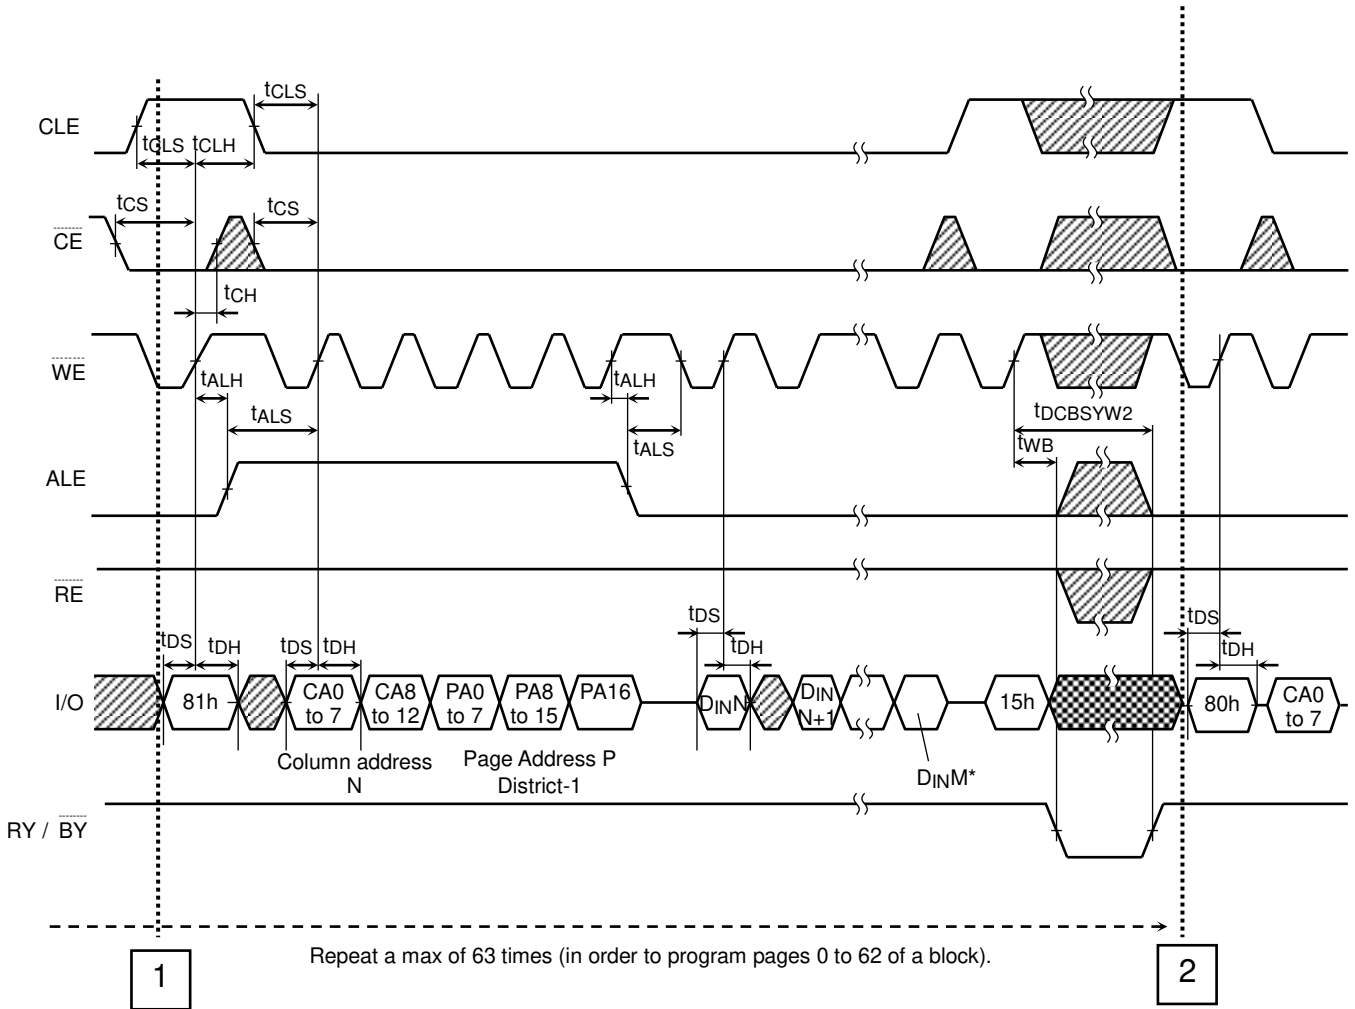 tCLS
CLE
tCLS tCLH
tCS tCS
CE
tCH
WE
tALH tALH
tALS tDCBSYW2
tALS tWB
ALE
RE
tDS tDS
tDS tDH tDS tDH tDH tDH
I/O 81h CA0 to 7 CA8 to 12 PA0 to 7 PA8 to 15 PA16 DINN DIN N+1 15h 80h CA0 to 7
Column address N
Page Address P District-1
DINM*
RY / BY
Repeat a max of 63 times (in order to program pages 0 to 62 of a block).
1 2